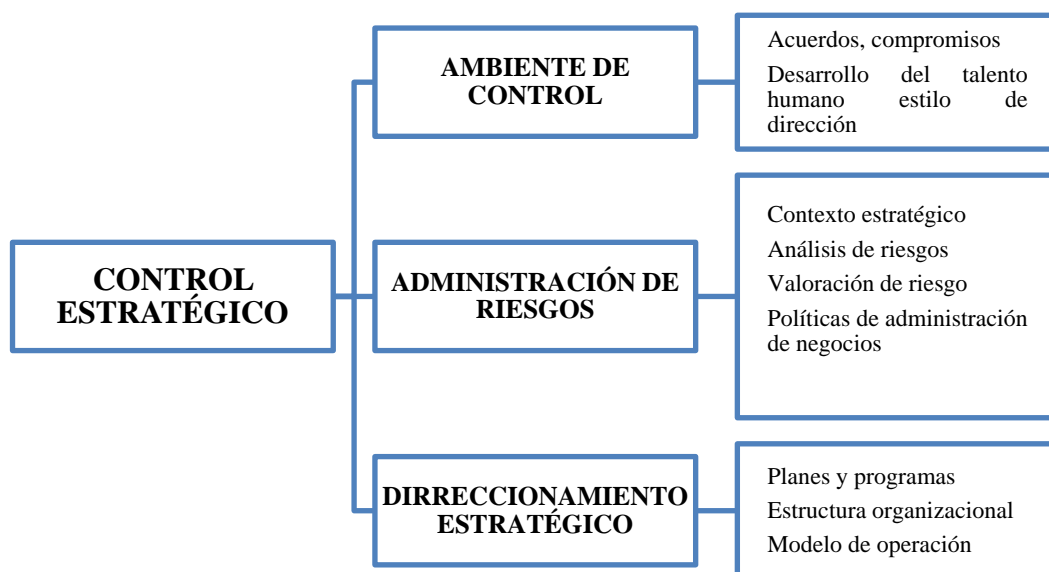 CONTROL
ESTRATÉGICO
AMBIENTE DE
CONTROL
Acuerdos, compromisos
Desarrollo del talento
humano estilo de
dirección
ADMINISTRACIÓN DE
RIESGOS
Contexto estratégico
Análisis de riesgos
Valoración de riesgo
Políticas de administración
de negocios
DIRRECCIONAMIENTO
ESTRATÉGICO
Planes y programas
Estructura organizacional
Modelo de operación